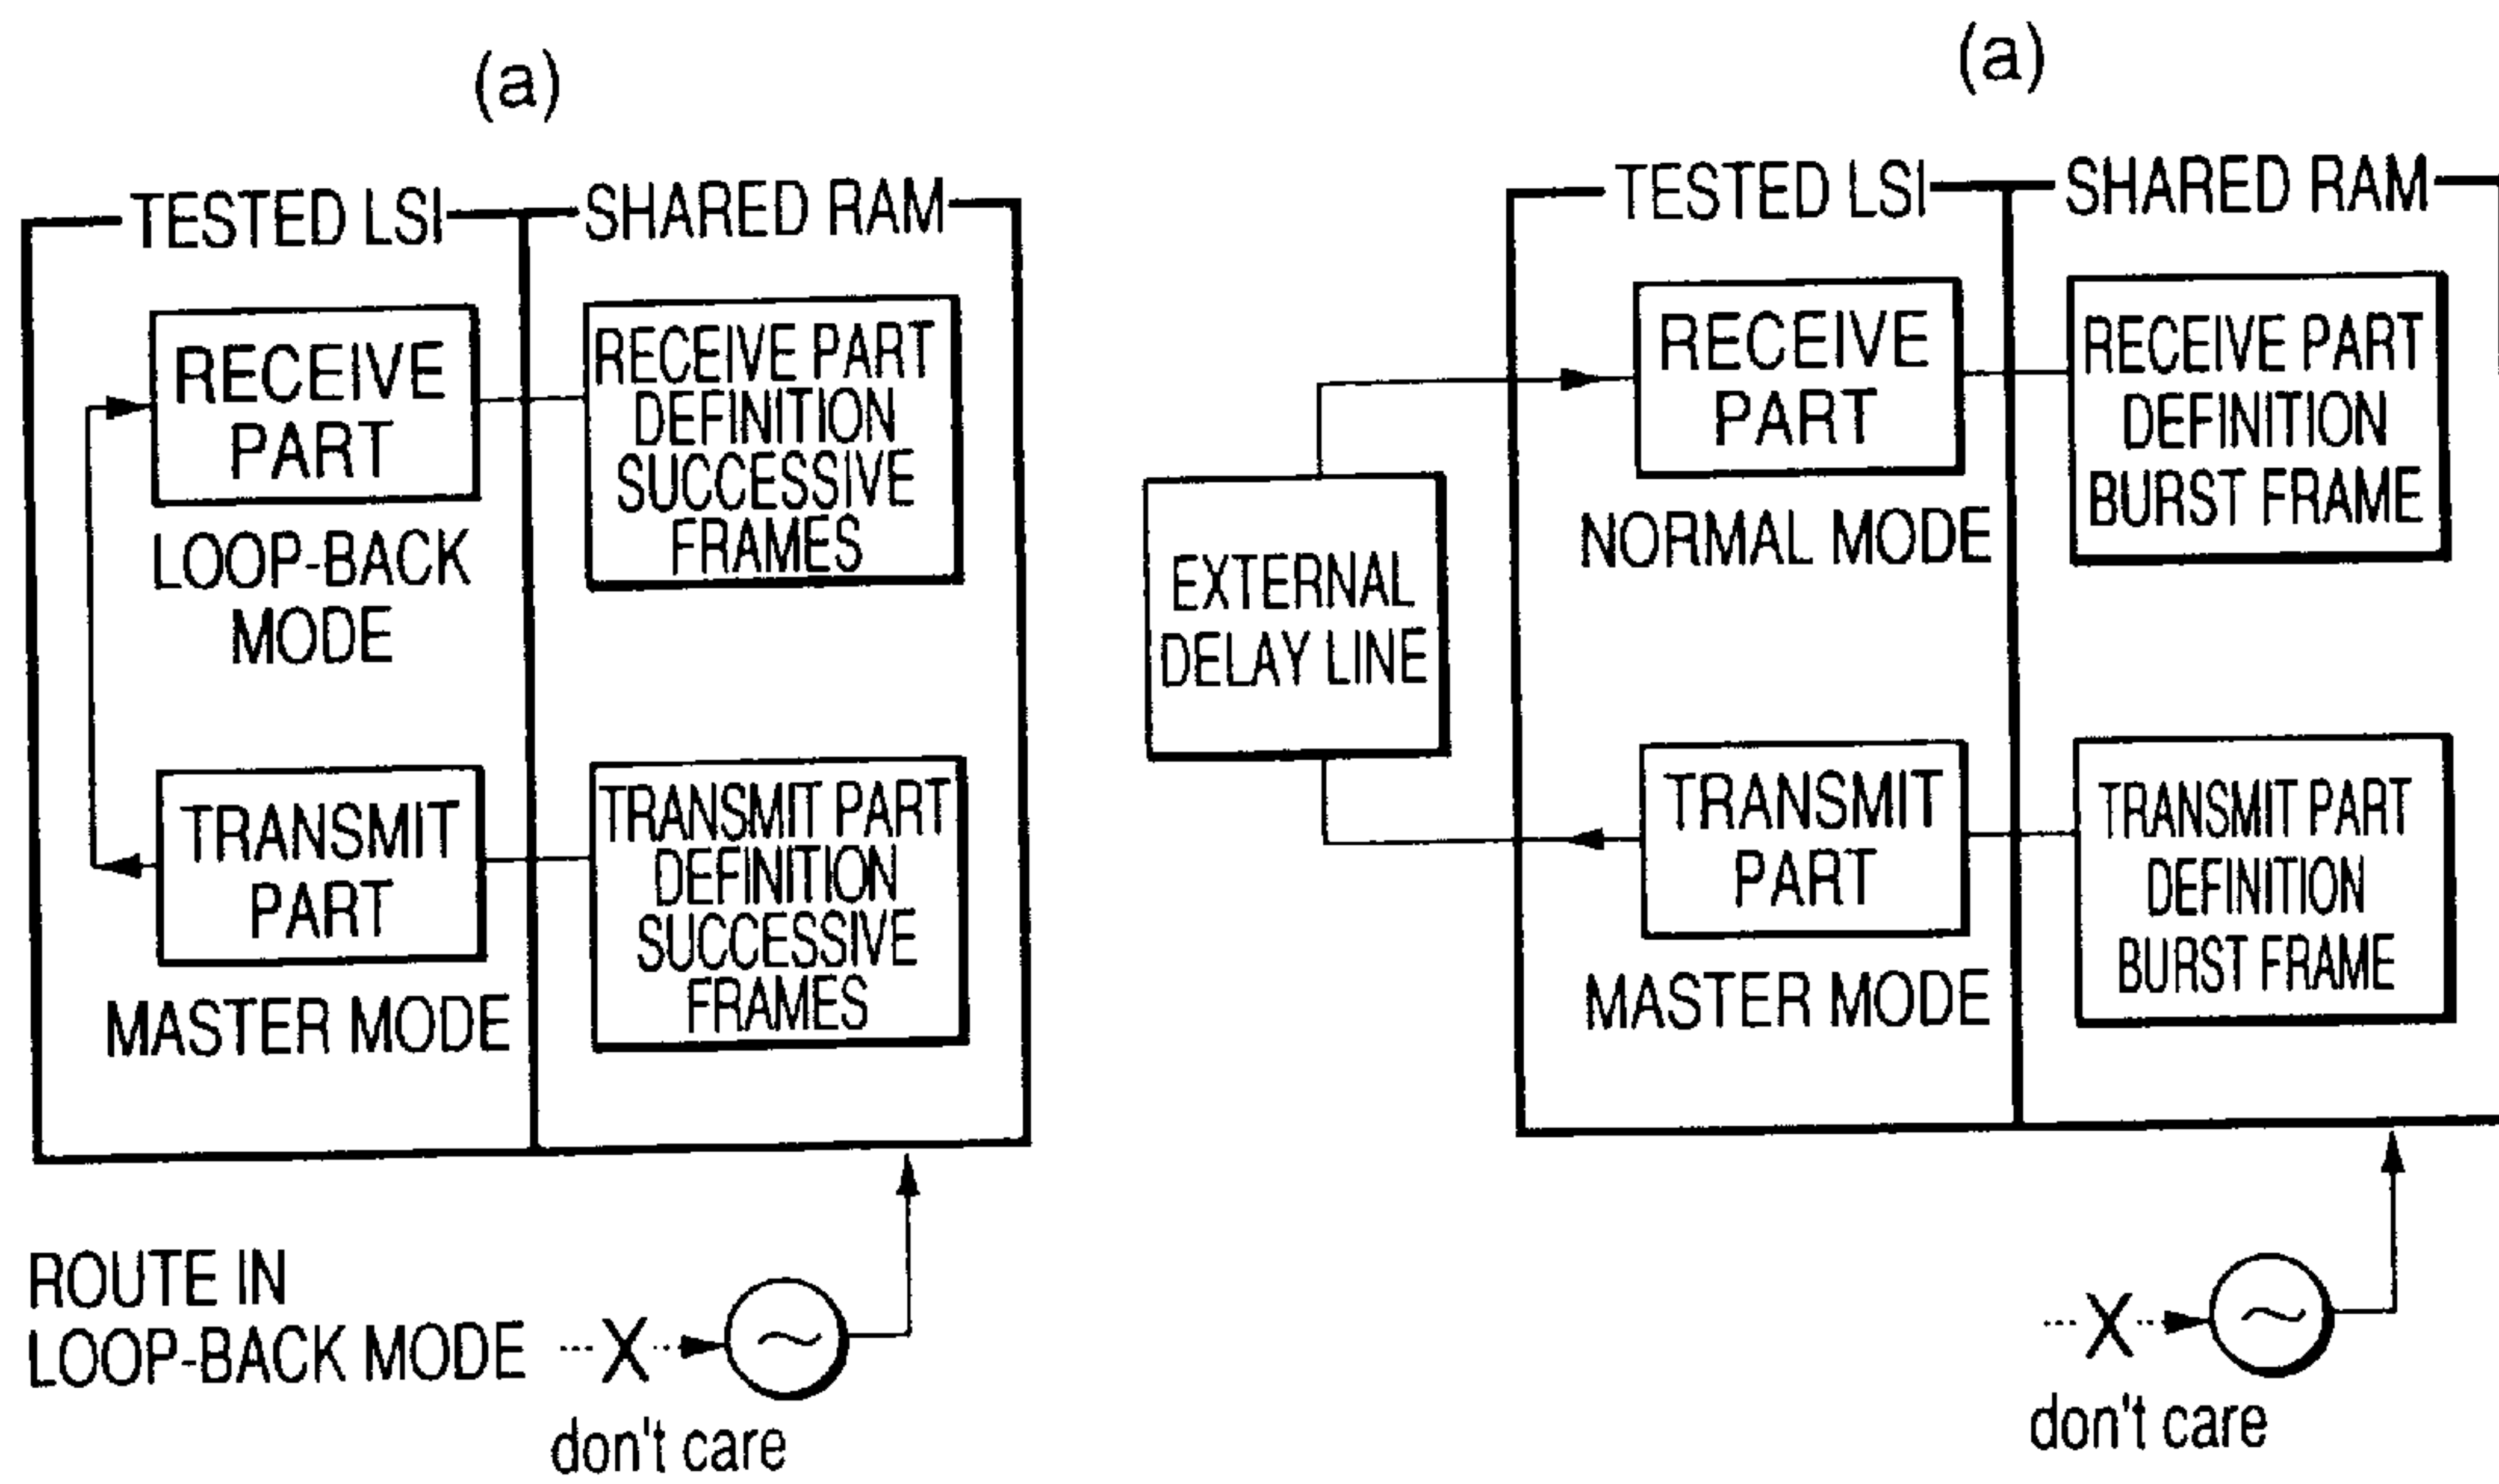 (a)
TESTED LSI
SHARED RAM
RECEIVE
PART
LOOP-BACK
MODE
RECEIVE PART
DEFINITION
SUCCESSIVE
FRAMES
TRANSMIT
PART
MASTER MODE
TRANSMIT PART
DEFINITION
SUCCESSIVE
FRAMES
ROUTE IN
LOOP-BACK MODE
X
~
don't care
(a)
TESTED LSI
SHARED RAM
EXTERNAL
DELAY LINE
RECEIVE
PART
NORMAL MODE
RECEIVE PART
DEFINITION
BURST FRAME
TRANSMIT
PART
MASTER MODE
TRANSMIT PART
DEFINITION
BURST FRAME
X
~
don't care